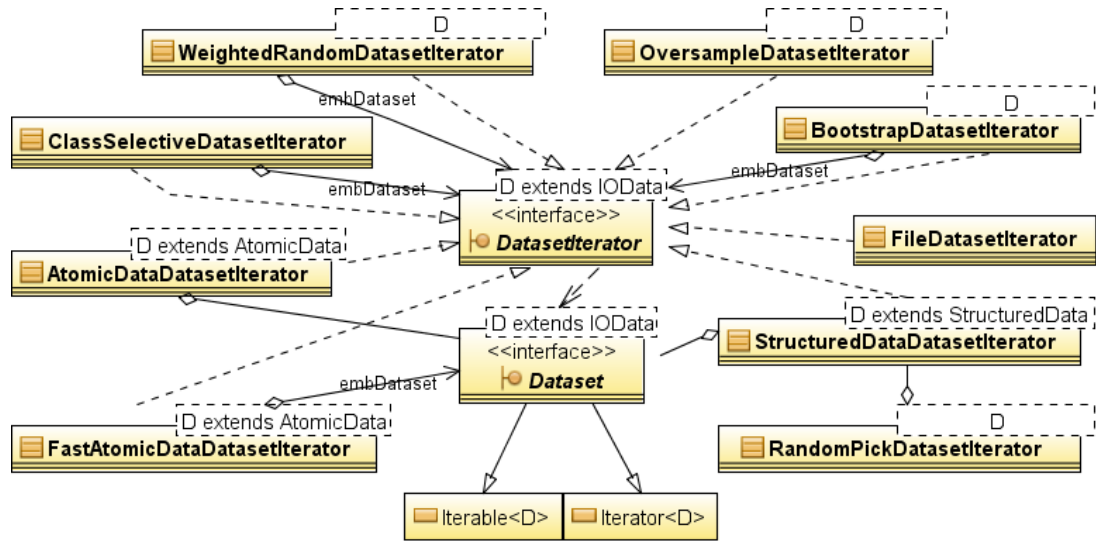 D
WeightedRandomDatasetIterator
D
OversampleDatasetIterator
embDataset
D
ClassSelectiveDatasetIterator
BootstrapDatasetIterator
embDataset
embDataset
D extends IOData
<<interface>>
DatasetIterator
FileDatasetIterator
D extends AtomicData
AtomicDataDatasetIterator
D extends IOData
<<interface>>
Dataset
D extends StructuredData
StructuredDataDatasetIterator
embDataset
D extends AtomicData
FastAtomicDataDatasetIterator
D
RandomPickDatasetIterator
Iterable<D>
Iterator<D>